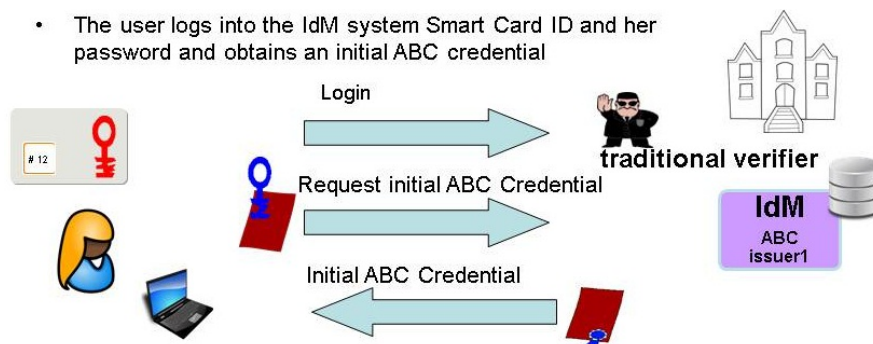 • The user logs into the IdM system Smart Card ID and her
password and obtains an initial ABC credential
Login
# 12
traditional verifier
Request initial ABC Credential
IdM
ABC
issuer1
Initial ABC Credential